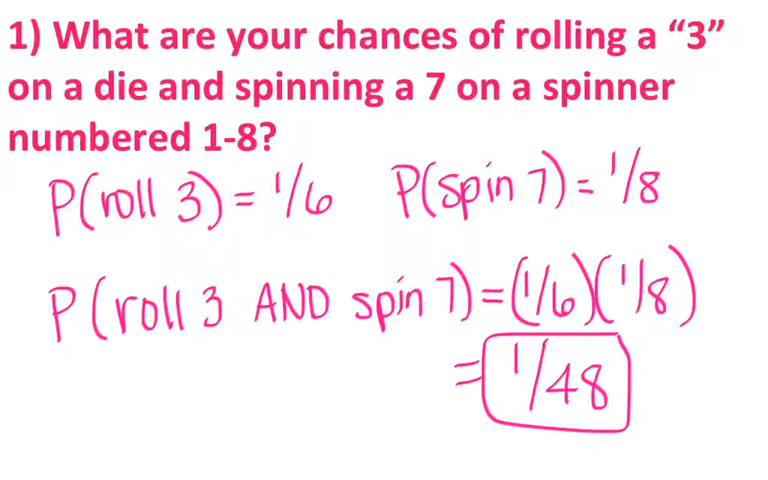 1) What are your chances of rolling a “3”
on a die and spinning a 7 on a spinner
numbered 1-8?
P(roll 3) = 1/6 P(spin 7) = 1/8
P(roll 3 AND spin 7) = (1/6)(1/8)
= 1/48